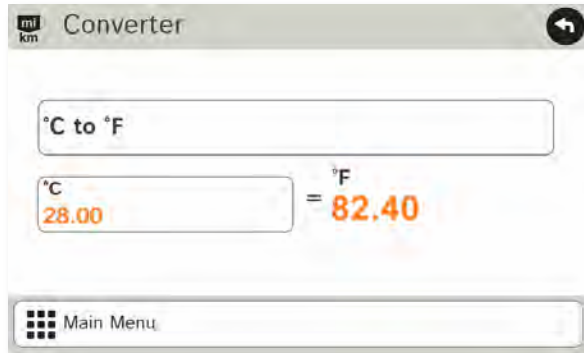 mi
km
Converter
°C to °F
°C
28.00
=
°F
82.40
Main Menu